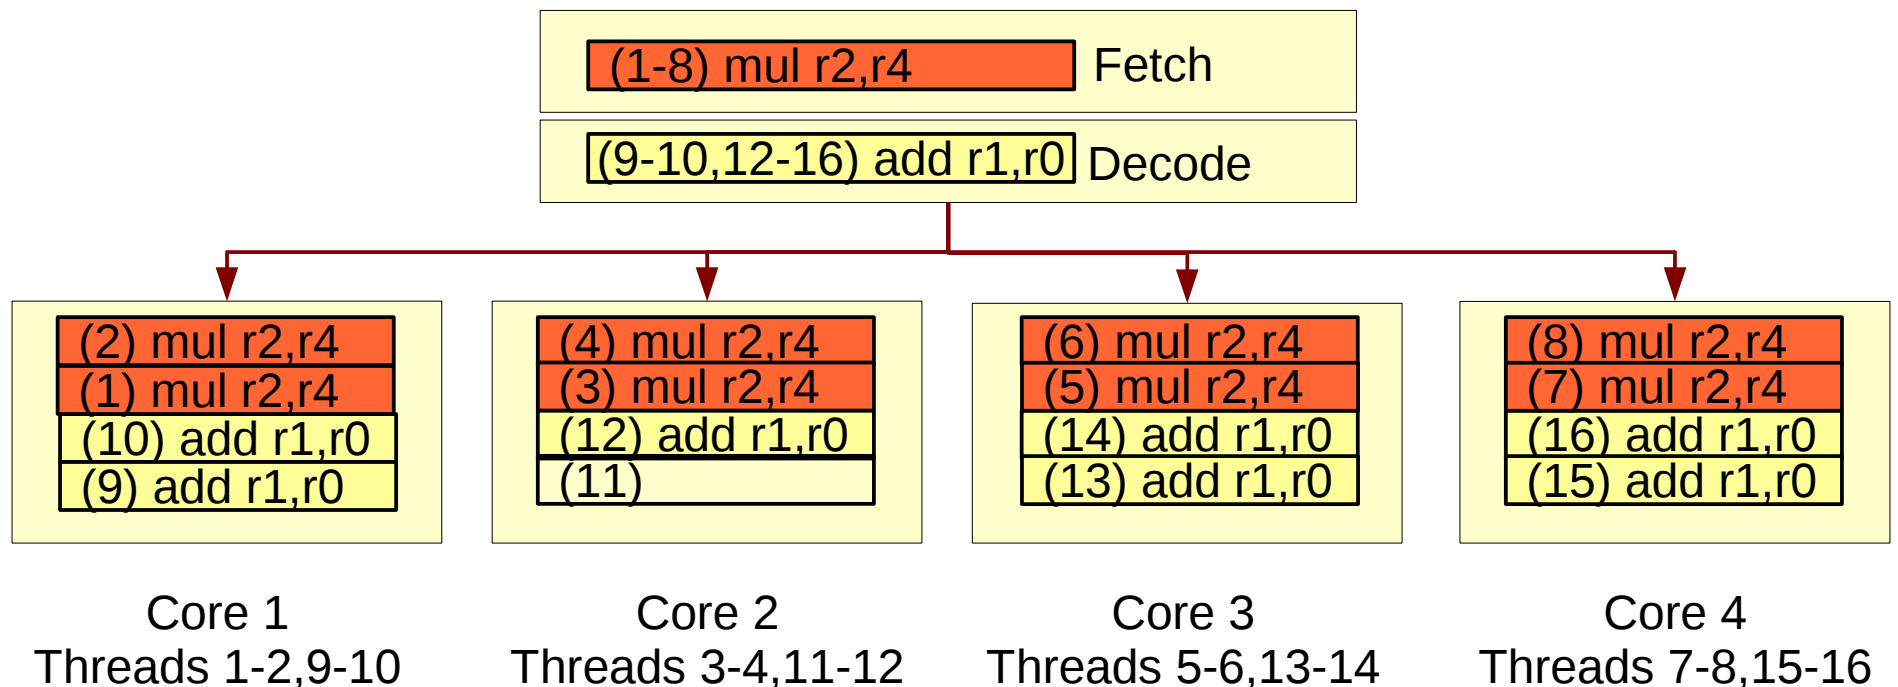 (1-8) mul r2,r4 Fetch
(9-10,12-16) add r1,r0 Decode
(2) mul r2,r4
(1) mul r2,r4
(10) add r1,r0
(9) add r1,r0
(4) mul r2,r4
(3) mul r2,r4
(12) add r1,r0
(11)
(6) mul r2,r4
(5) mul r2,r4
(14) add r1,r0
(13) add r1,r0
(8) mul r2,r4
(7) mul r2,r4
(16) add r1,r0
(15) add r1,r0
Core 1
Threads 1-2,9-10
Core 2
Threads 3-4,11-12
Core 3
Threads 5-6,13-14
Core 4
Threads 7-8,15-16